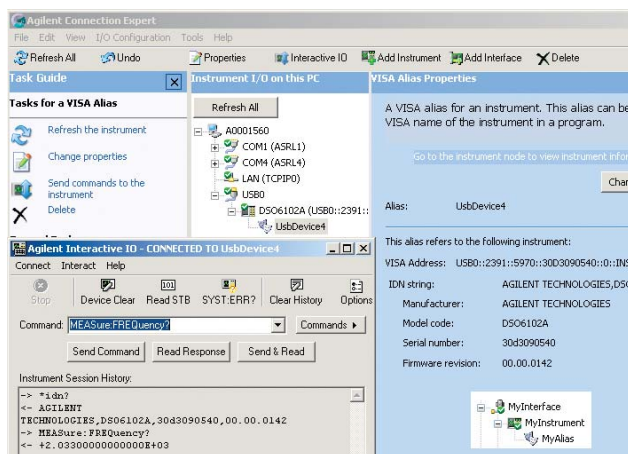 Agilent Connection Expert
File Edit View I/O Configuration Tools Help
Refresh All Undo Properties Interactive IO Add Instrument Add Interface Delete
Task Guide
Tasks for a VISA Alias
Refresh the instrument
Change properties
Send commands to the
instrument
Delete
Instrument I/O on this PC
Refresh All
A0001560
COM1 (ASRL1)
COM4 (ASRL4)
LAN (TCPIP0)
USB0
DSO6102A (USB0::2391::
UsbDevice4
VISA Alias Properties
A VISA alias for an instrument. This alias can be
VISA name of the instrument in a program.
Go to the instrument node to view instrument infor
Chan
Alias: UsbDevice4
This alias refers to the following instrument:
VISA Address: USB0::2391::5970::30D3090540::0::INS
IDN string: AGILENT TECHNOLOGIES,DSO
Manufacturer: AGILENT TECHNOLOGIES
Model code: DSO6102A
Serial number: 30d3090540
Firmware revision: 00.00.0142
MyInterface
MyInstrument
MyAlias
Agilent Interactive IO - CONNECTED TO UsbDevice4
Connect Interact Help
Stop Device Clear Read STB SYST:ERR? Clear History Options
Command: MEASure:FREQuency? Commands
Send Command Read Response Send & Read
Instrument Session History:
-> *idn?
<- AGILENT
TECHNOLOGIES,DSO6102A,30d3090540,00.00.0142
-> MEASure:FREQuency?
<- +2.03300000000000E+03